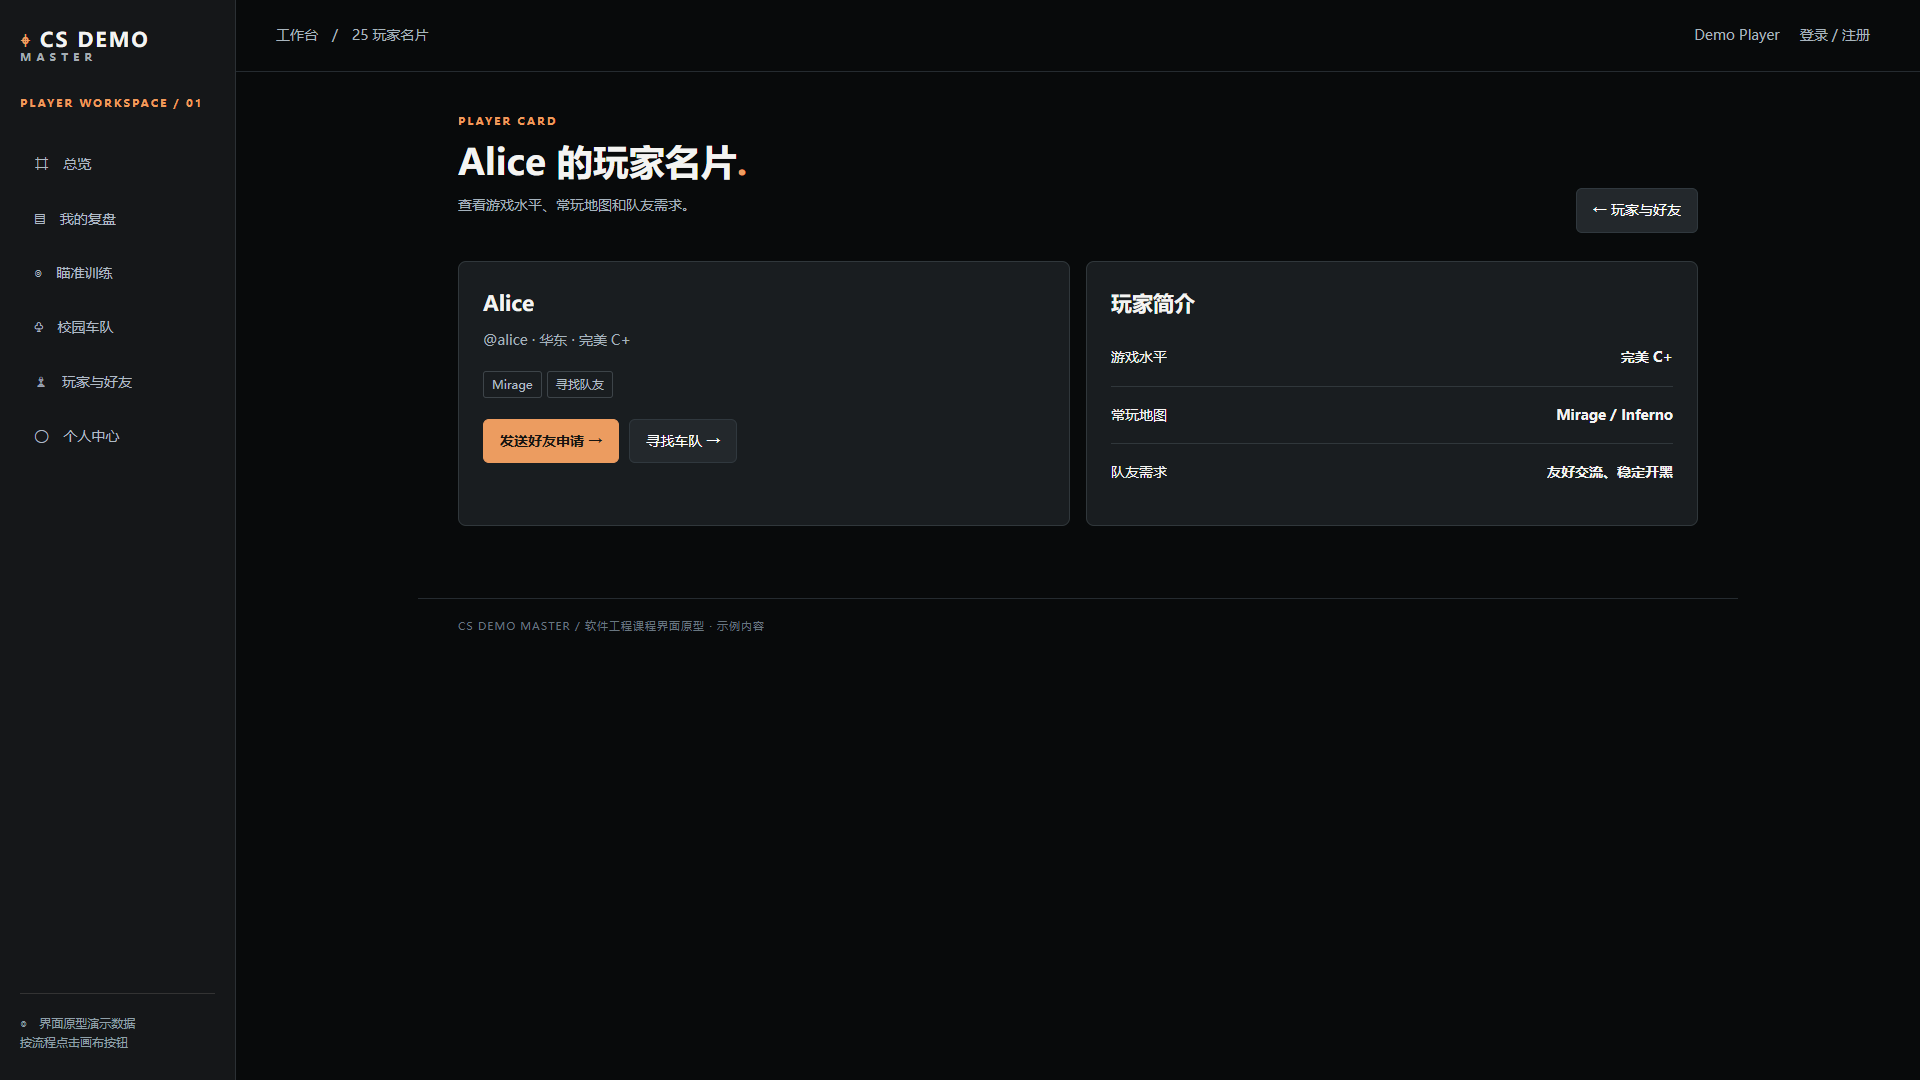 CS DEMO
MASTER
PLAYER WORKSPACE / 01
总览
我的复盘
瞄准训练
校园车队
玩家与好友
个人中心
界面原型演示数据
按流程点击画布按钮
工作台 / 25 玩家名片
Demo Player 登录 / 注册
PLAYER CARD
Alice 的玩家名片.
查看游戏水平、常玩地图和队友需求。
← 玩家与好友
Alice
@alice · 华东 · 完美 C+
Mirage 寻找队友
发送好友申请 → 寻找车队 →
玩家简介
游戏水平 完美 C+
常玩地图 Mirage / Inferno
队友需求 友好交流、稳定开黑
CS DEMO MASTER / 软件工程课程界面原型 · 示例内容